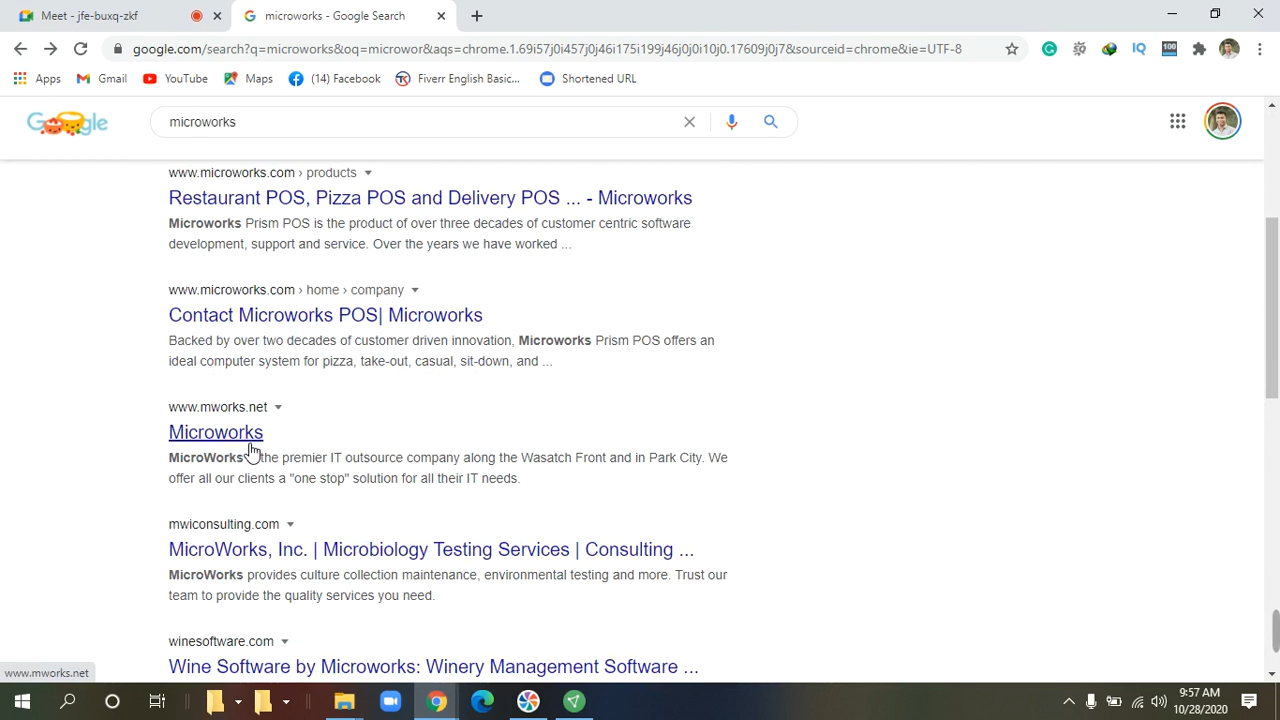 Meet - jfe-buxq-zkf
microworks - Google Search
google.com/search?q=microworks&oq=microwor&aqs=chrome.1.69i57j0i457j0j46i175i199j46j0j0i10j0.17609j0j7&sourceid=chrome&ie=UTF-8
100
IQ
Apps
Gmail
YouTube
Maps
(14) Facebook
Fiverr English Basic...
Shortened URL
Google
microworks
www.microworks.com › products
Restaurant POS, Pizza POS and Delivery POS ... - Microworks
Microworks Prism POS is the product of over three decades of customer centric software
development, support and service. Over the years we have worked ...
www.microworks.com › home › company
Contact Microworks POS| Microworks
Backed by over two decades of customer driven innovation, Microworks Prism POS offers an
ideal computer system for pizza, take-out, casual, sit-down, and ...
www.mworks.net
Microworks
MicroWorks the premier IT outsource company along the Wasatch Front and in Park City. We
offer all our clients a "one stop" solution for all their IT needs.
mwiconsulting.com
MicroWorks, Inc. | Microbiology Testing Services | Consulting ...
MicroWorks provides culture collection maintenance, environmental testing and more. Trust our
team to provide the quality services you need.
winesoftware.com
Wine Software by Microworks: Winery Management Software ...
www.mworks.net
9:57 AM
10/28/2020